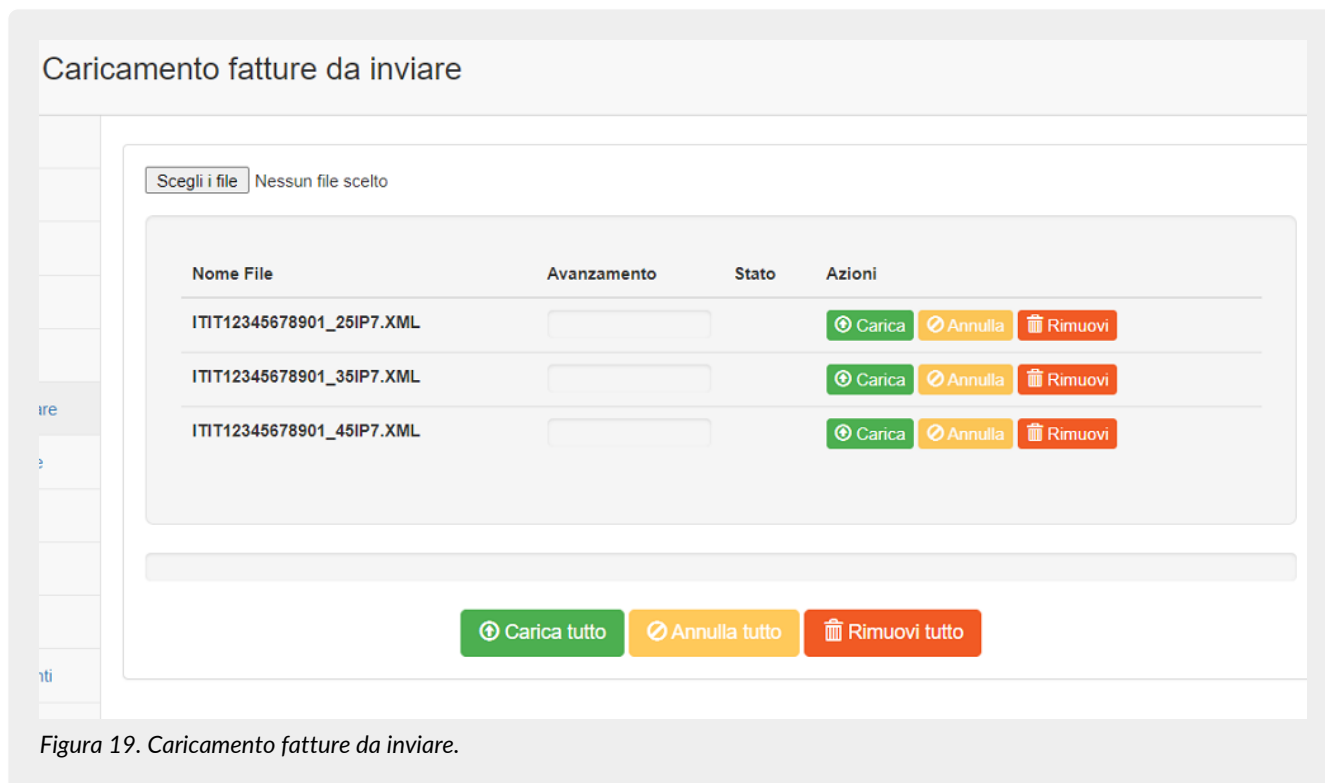 Caricamento fatture da inviare
Scegli i file Nessun file scelto
Nome File Avanzamento Stato Azioni
ITIT12345678901_25IP7.XML Carica Annulla Rimuovi
ITIT12345678901_35IP7.XML Carica Annulla Rimuovi
are
ITIT12345678901_45IP7.XML Carica Annulla Rimuovi
e
Carica tutto Annulla tutto Rimuovi tutto
nti
Figura 19. Caricamento fatture da inviare.